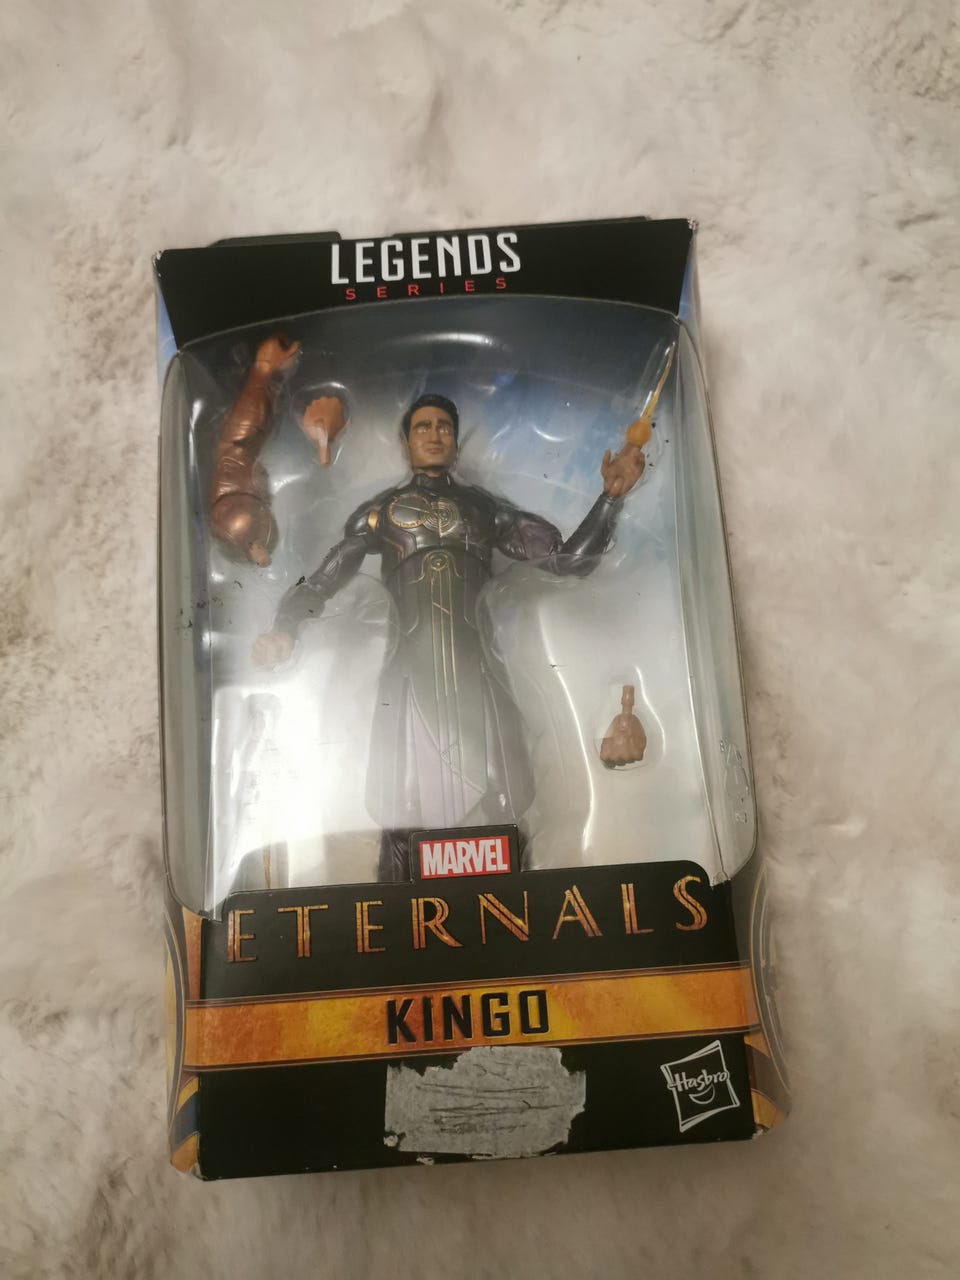 LEGENDS
SERIES
MARVEL
ETERNALS
KINGO
Hasbro